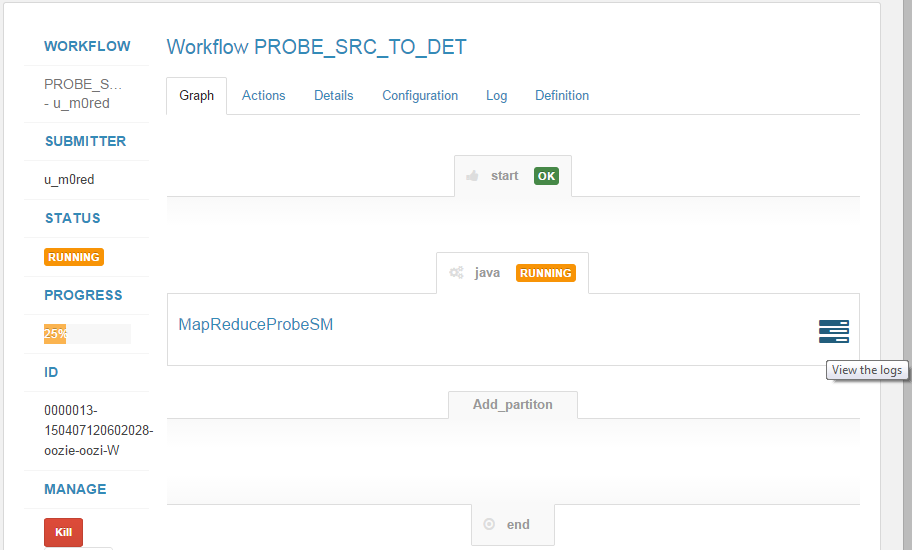 WORKFLOW
PROBE_S...
- u_m0red
SUBMITTER
u_m0red
STATUS
RUNNING
PROGRESS
25%
ID
0000013-
150407120602028-
oozie-oozi-W
MANAGE
Kill
Workflow PROBE_SRC_TO_DET
Graph Actions Details Configuration Log Definition
start OK
java RUNNING
MapReduceProbeSM
View the logs
Add_partiton
end